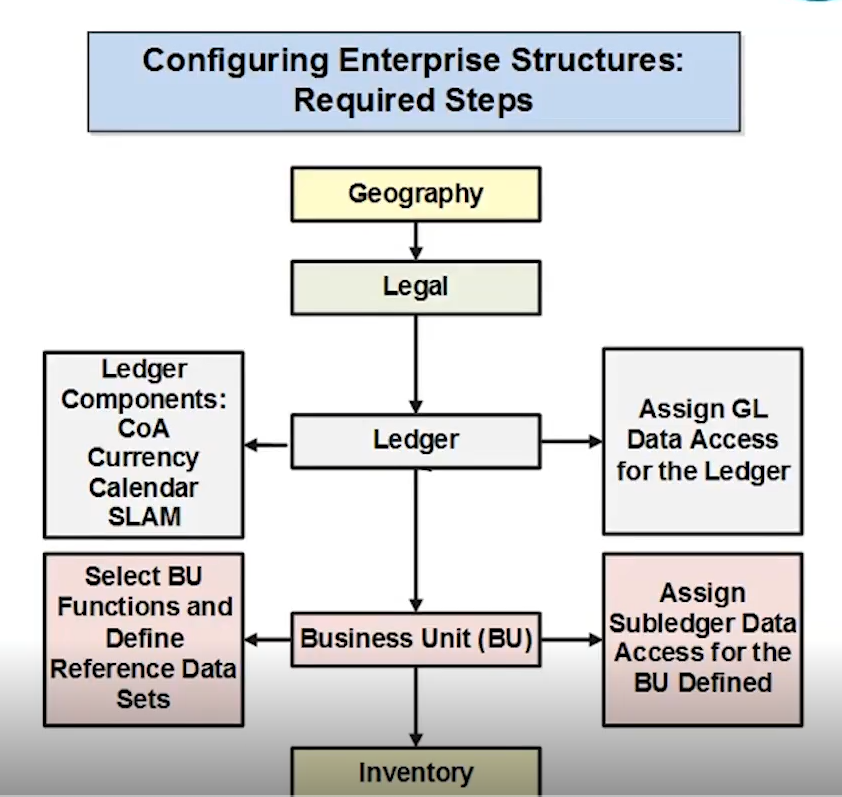 Configuring Enterprise Structures:
Required Steps
Geography
Legal
Ledger
Components:
CoA
Currency
Calendar
SLAM
Ledger
Assign GL
Data Access
for the Ledger
Select BU
Functions and
Define
Reference Data
Sets
Business Unit (BU)
Assign
Subledger Data
Access for the
BU Defined
Inventory